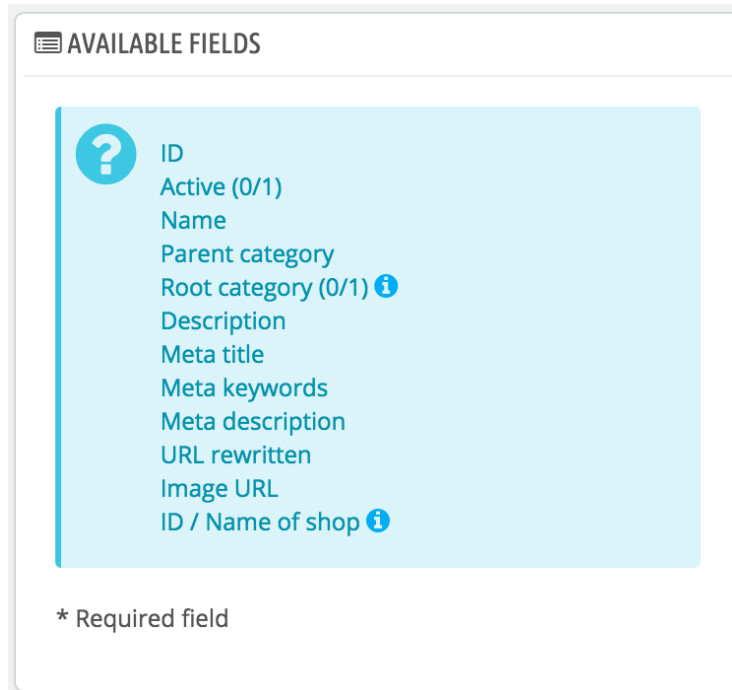 AVAILABLE FIELDS
ID
Active (0/1)
Name
Parent category
Root category (0/1)
Description
Meta title
Meta keywords
Meta description
URL rewritten
Image URL
ID / Name of shop
* Required field